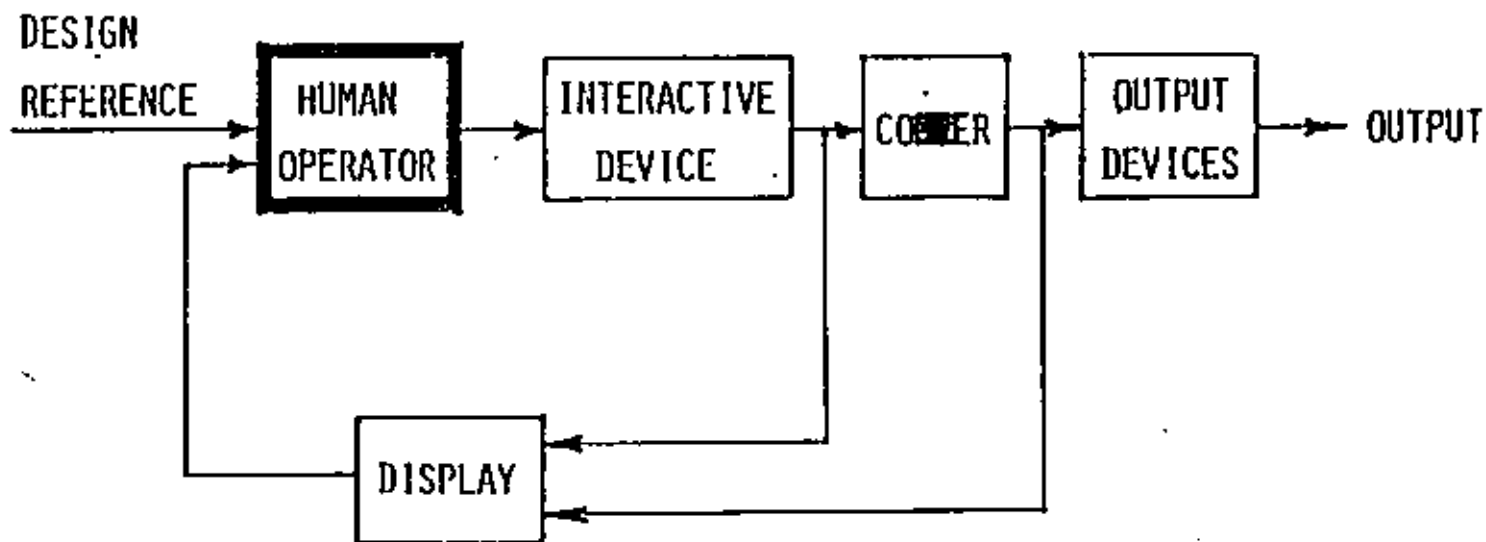 DESIGN
REFERENCE
HUMAN
OPERATOR
INTERACTIVE
DEVICE
OUTPUT
DEVICES
OUTPUT
DISPLAY